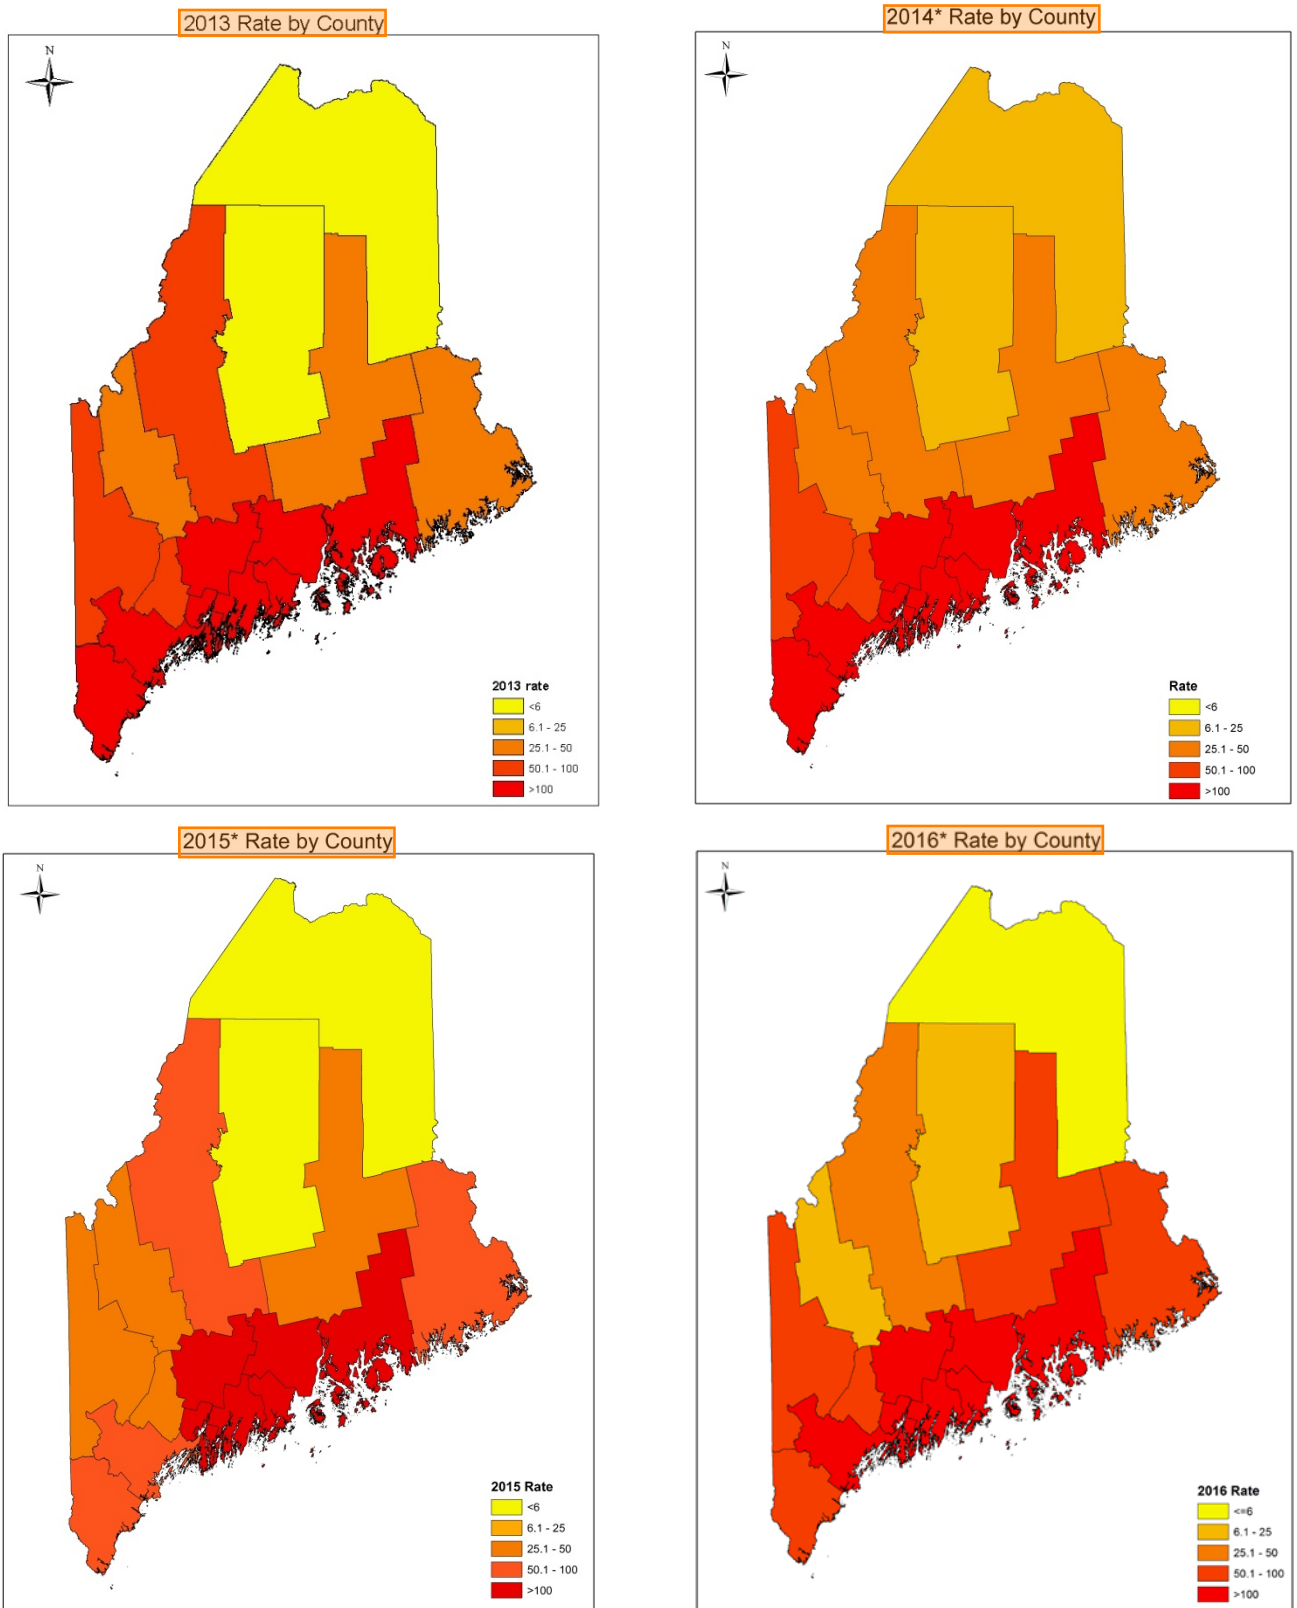 2013 Rate by County
N
2013 rate
<6
6.1 - 25
25.1 - 50
50.1 - 100
>100
2014* Rate by County
N
Rate
<6
6.1 - 25
25.1 - 50
50.1 - 100
>100
2015* Rate by County
N
2015 Rate
<6
6.1 - 25
25.1 - 50
50.1 - 100
>100
2016* Rate by County
N
2016 Rate
<=6
6.1 - 25
25.1 - 50
50.1 - 100
>100